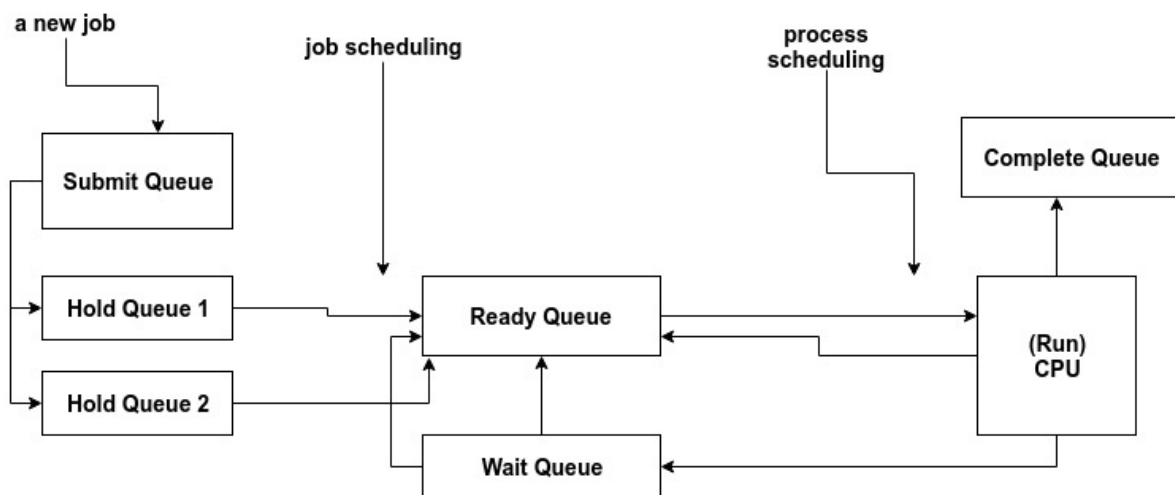 a new job
job scheduling
process
scheduling
Submit Queue
Complete Queue
Hold Queue 1
Ready Queue
(Run)
CPU
Hold Queue 2
Wait Queue